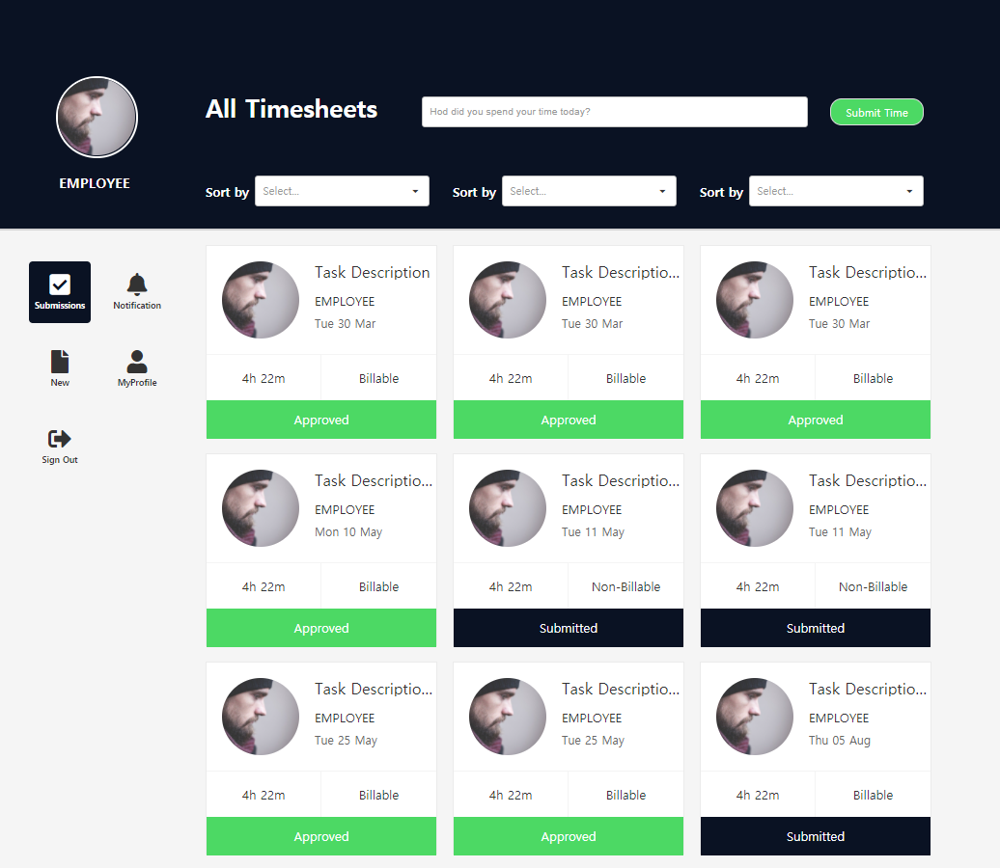 All Timesheets
Hod did you spend your time today?
Submit Time
EMPLOYEE
Sort by Select...
Sort by Select...
Sort by Select...
Submissions
Notification
New
MyProfile
Sign Out
Task Description
EMPLOYEE
Tue 30 Mar
4h 22m Billable
Approved
Task Descriptio...
EMPLOYEE
Tue 30 Mar
4h 22m Billable
Approved
Task Descriptio...
EMPLOYEE
Tue 30 Mar
4h 22m Billable
Approved
Task Descriptio...
EMPLOYEE
Mon 10 May
4h 22m Billable
Approved
Task Descriptio...
EMPLOYEE
Tue 11 May
4h 22m Non-Billable
Submitted
Task Descriptio...
EMPLOYEE
Tue 11 May
4h 22m Non-Billable
Submitted
Task Descriptio...
EMPLOYEE
Tue 25 May
4h 22m Billable
Approved
Task Descriptio...
EMPLOYEE
Tue 25 May
4h 22m Billable
Approved
Task Descriptio...
EMPLOYEE
Thu 05 Aug
4h 22m Billable
Submitted